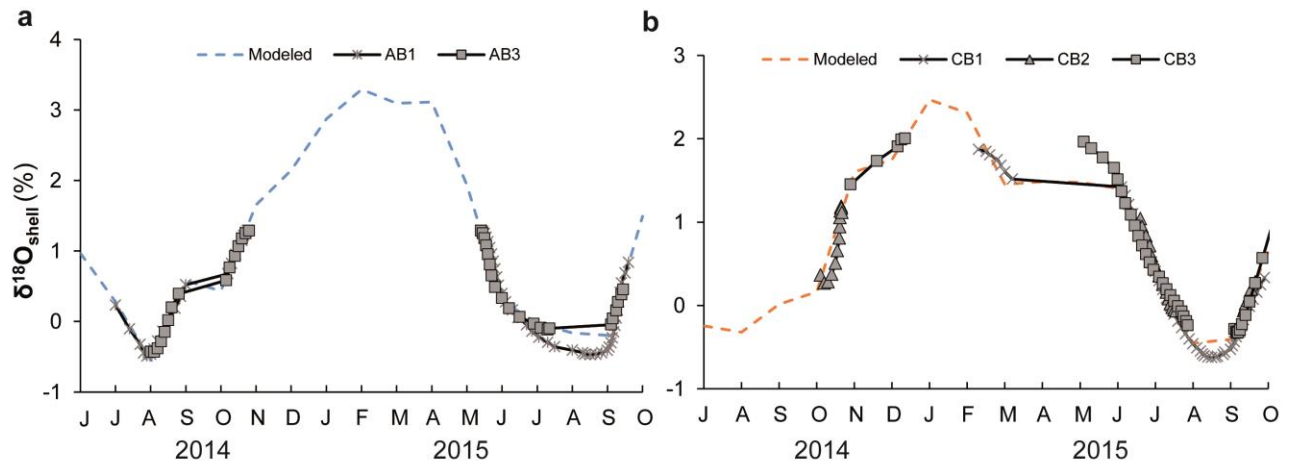 a
4
3
2
1
0
-1
δ18Oshell (%)
Modeled AB1 AB3
J J A S O N D J F M A M J J A S O
2014 2015
b
3
2
1
0
-1
Modeled CB1 CB2 CB3
J A S O N D J F M A M J J A S O
2014 2015